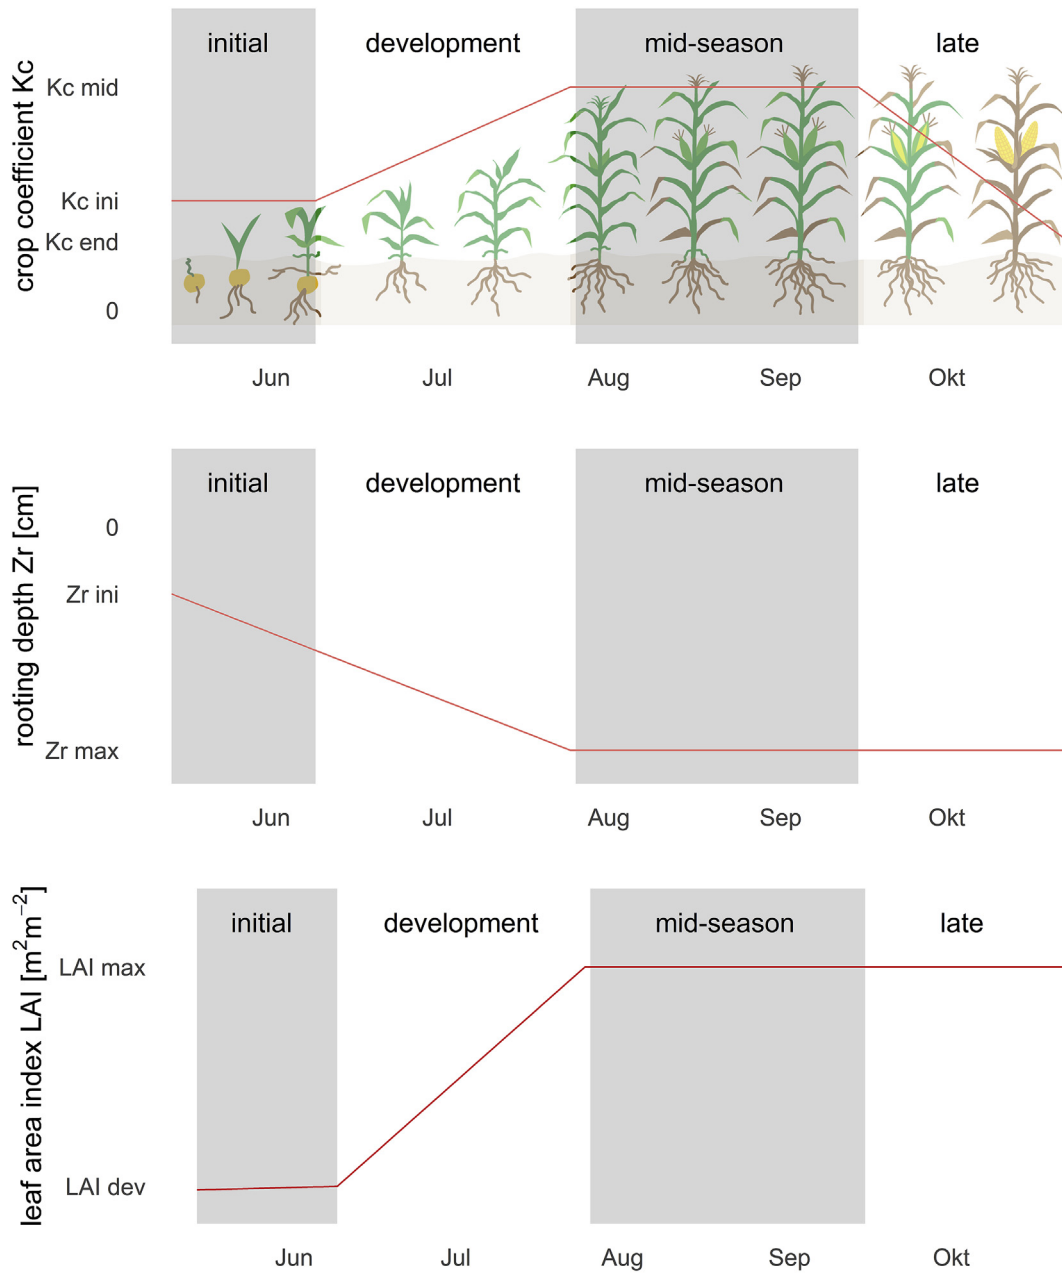 initial development mid-season late
crop coefficient Kc
Kc mid
Kc ini
Kc end
0
Jun Jul Aug Sep Okt
initial development mid-season late
rooting depth Zr [cm]
0
Zr ini
Zr max
Jun Jul Aug Sep Okt
initial development mid-season late
leaf area index LAI [m²m⁻²]
LAI max
LAI dev
Jun Jul Aug Sep Okt